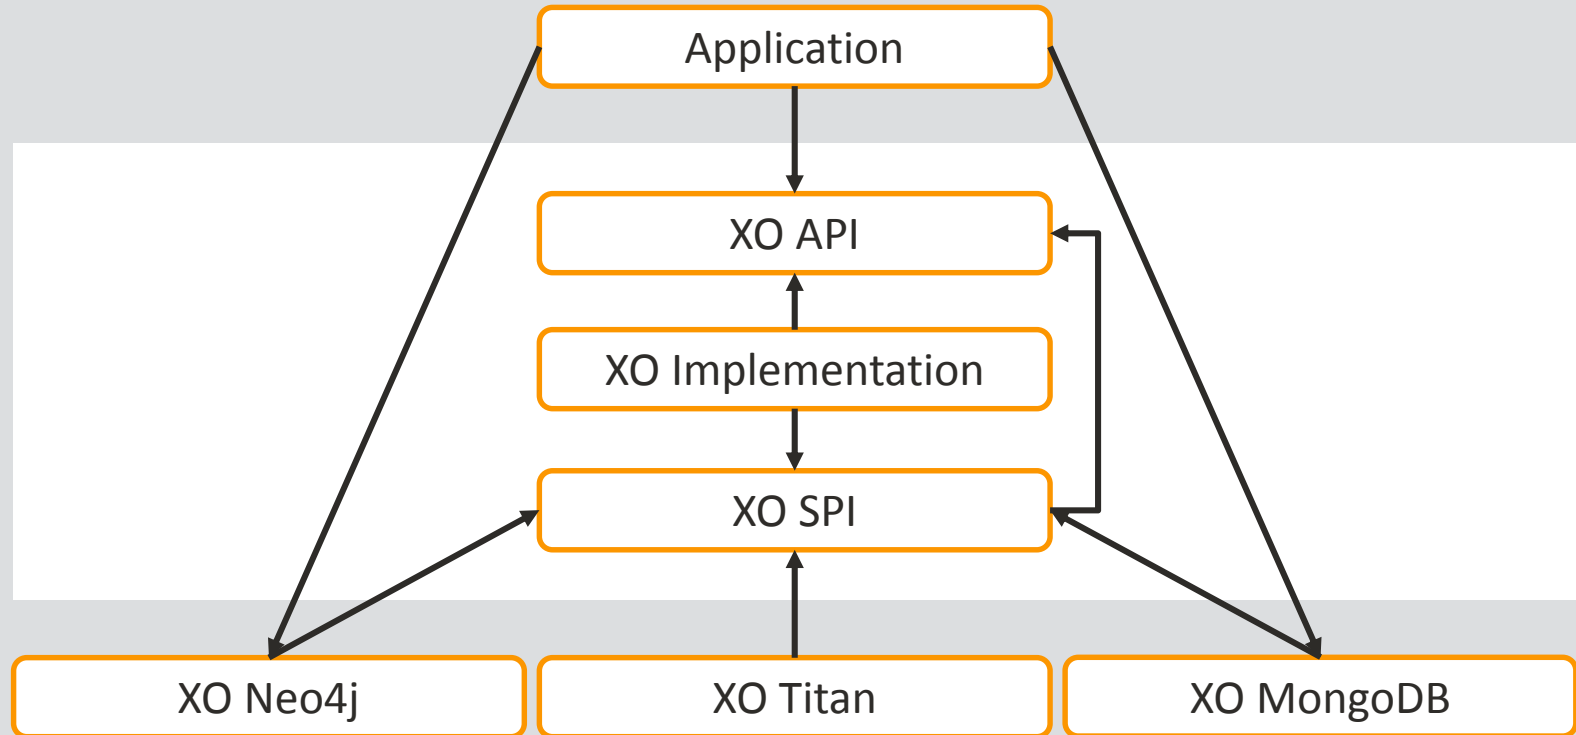 Application
XO API
XO Implementation
XO SPI
XO Neo4j
XO Titan
XO MongoDB